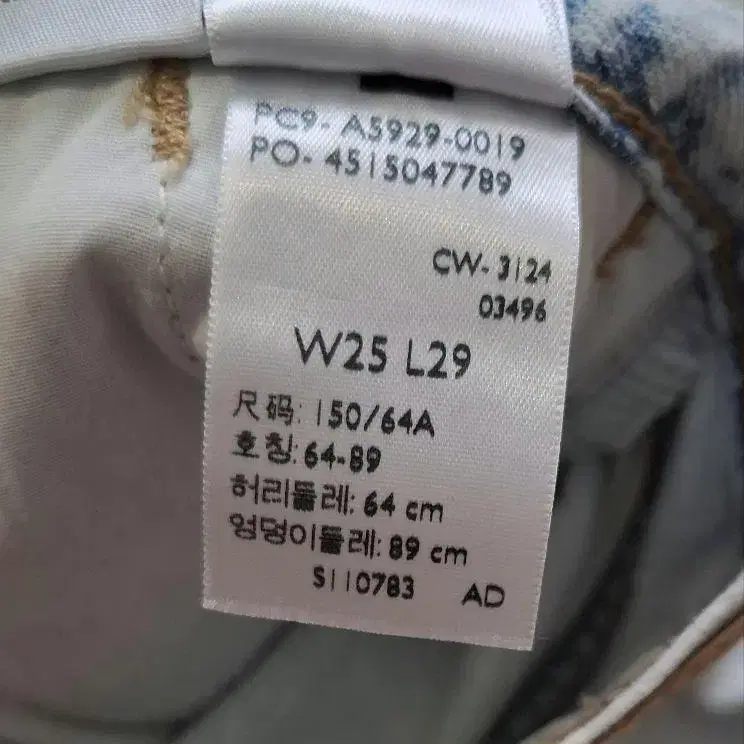 PC9- A5929-0019
PO- 4515047789
CW- 3124
03496
W25 L29
尺码: 150/64A
호칭: 64-89
허리둘레: 64 cm
엉덩이둘레: 89 cm
S110783 AD